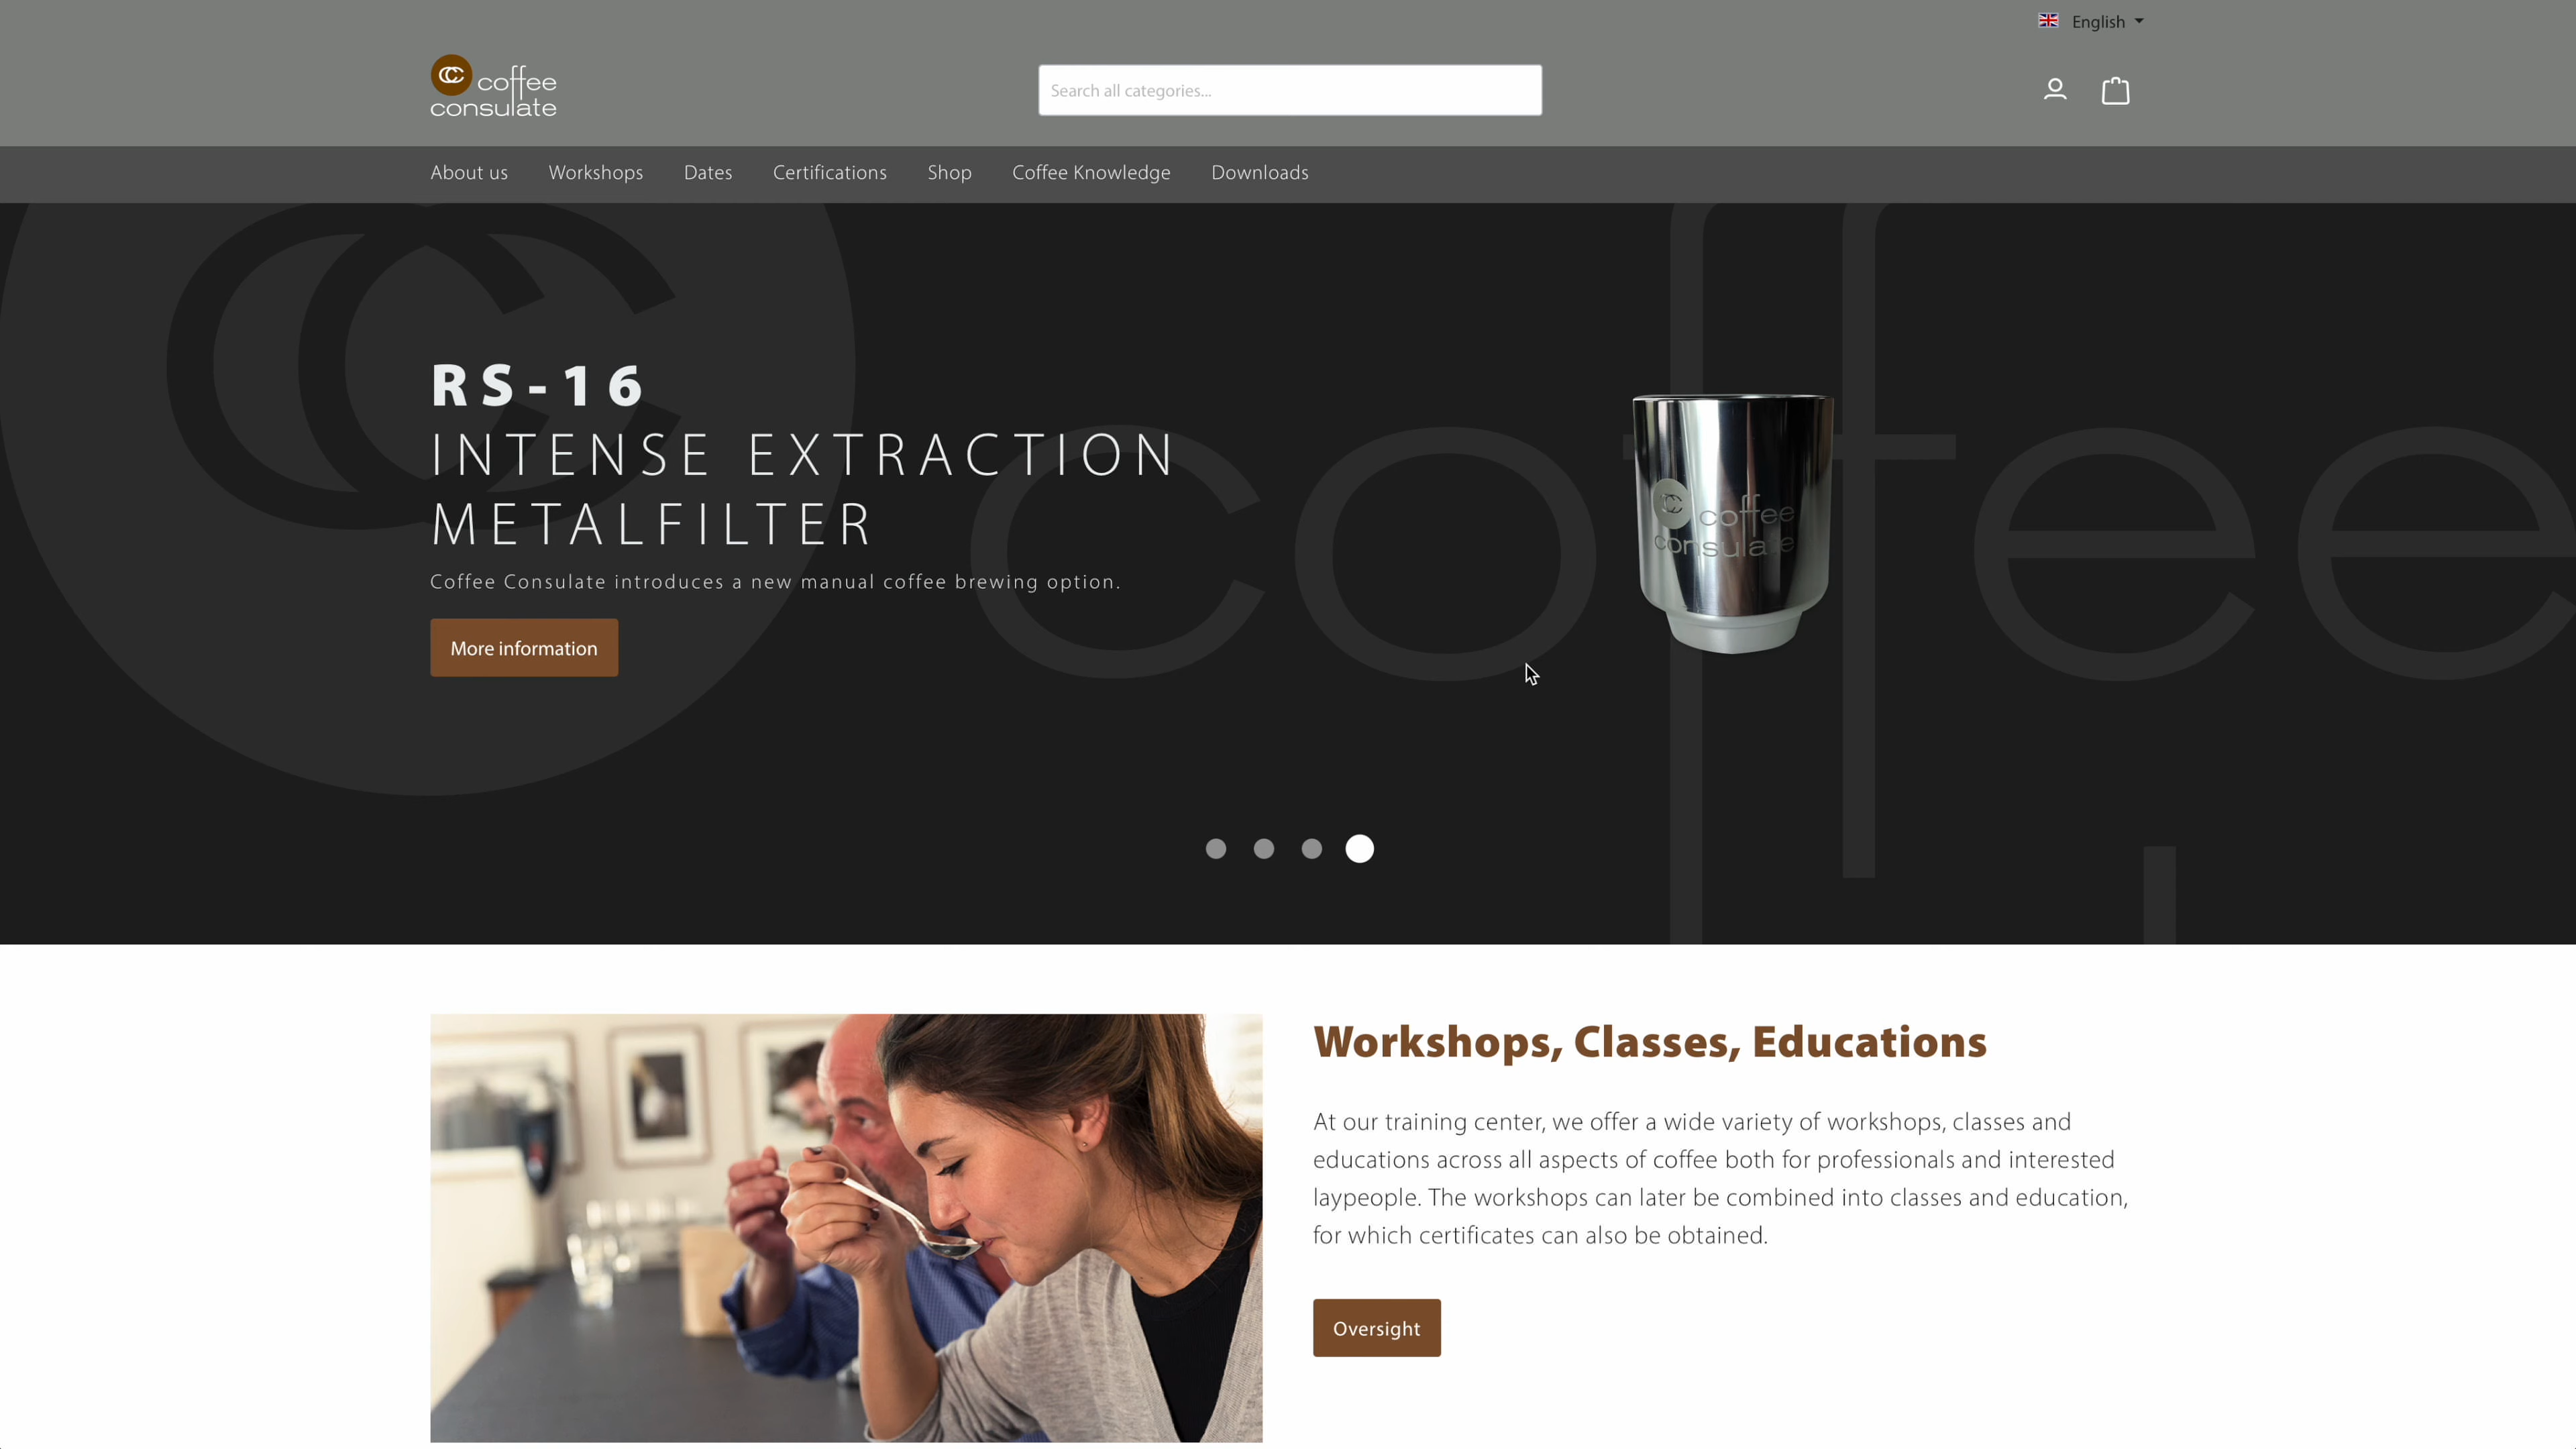 English
coffee
consulate
Search all categories...
About us Workshops Dates Certifications Shop Coffee Knowledge Downloads
RS-16
INTENSE EXTRACTION
METALFILTER
Coffee Consulate introduces a new manual coffee brewing option.
More information
coffee
consulate
coffee
Workshops, Classes, Educations
At our training center, we offer a wide variety of workshops, classes and
educations across all aspects of coffee both for professionals and interested
laypeople. The workshops can later be combined into classes and education,
for which certificates can also be obtained.
Oversight